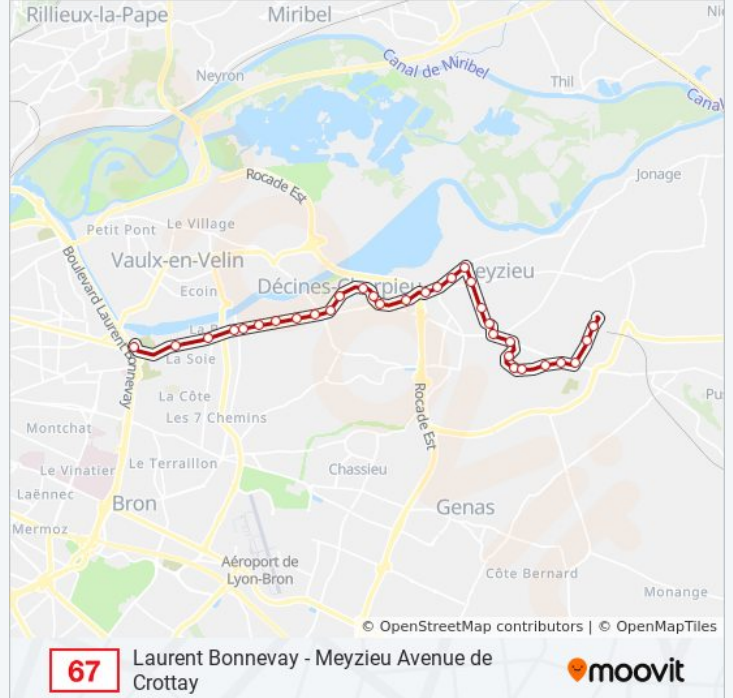 Rillieux-la-Pape
Miribel
Neyron
Canal de Miribel
Thil
Canal
Rocade Est
Jonage
Petit Pont
Le Village
Boulevard Laurent Bonnevay
Vaulx-en-Velin
Décines-Charpieu
Meyzieu
Ecoin
La Soie
La Côte
Les 7 Chemins
Montchat
Rocade Est
Le Vinatier
Le Terraillon
Chassieu
Laënnec
Bron
Genas
Mermoz
Aéroport de
Lyon-Bron
Côte Bernard
Monange
© OpenStreetMap contributors | © OpenMapTiles
67
Laurent Bonnevay - Meyzieu Avenue de
Crottay
moovit